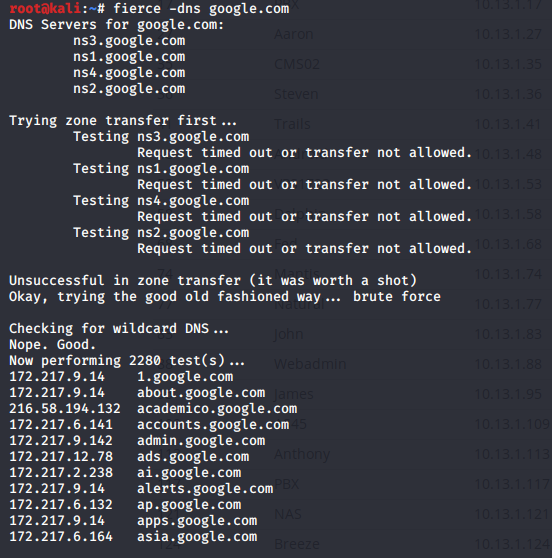 root@kali:~# fierce -dns google.com
DNS Servers for google.com:
ns3.google.com
ns1.google.com
ns4.google.com
ns2.google.com
Trying zone transfer first...
Testing ns3.google.com
Request timed out or transfer not allowed.
Testing ns1.google.com
Request timed out or transfer not allowed.
Testing ns4.google.com
Request timed out or transfer not allowed.
Testing ns2.google.com
Request timed out or transfer not allowed.
Unsuccessful in zone transfer (it was worth a shot)
Okay, trying the good old fashioned way... brute force
Checking for wildcard DNS...
Nope. Good.
Now performing 2280 test(s)...
172.217.9.14 1.google.com
172.217.9.14 about.google.com
216.58.194.132 academico.google.com
172.217.6.141 accounts.google.com
172.217.9.142 admin.google.com
172.217.12.78 ads.google.com
172.217.2.238 ai.google.com
172.217.9.14 alerts.google.com
172.217.6.132 ap.google.com
172.217.9.14 apps.google.com
172.217.6.164 asia.google.com
10.13.1.17
Aaron 10.13.1.27
CMS02 10.13.1.35
Steven 10.13.1.36
Trails 10.13.1.41
10.13.1.48
10.13.1.53
10.13.1.58
10.13.1.68
Mantis 10.13.1.74
10.13.1.77
John 10.13.1.83
Webadmin 10.13.1.88
James 10.13.1.95
10.13.1.109
Anthony 10.13.1.113
PBX 10.13.1.117
NAS 10.13.1.121
124 Breeze 10.13.1.124